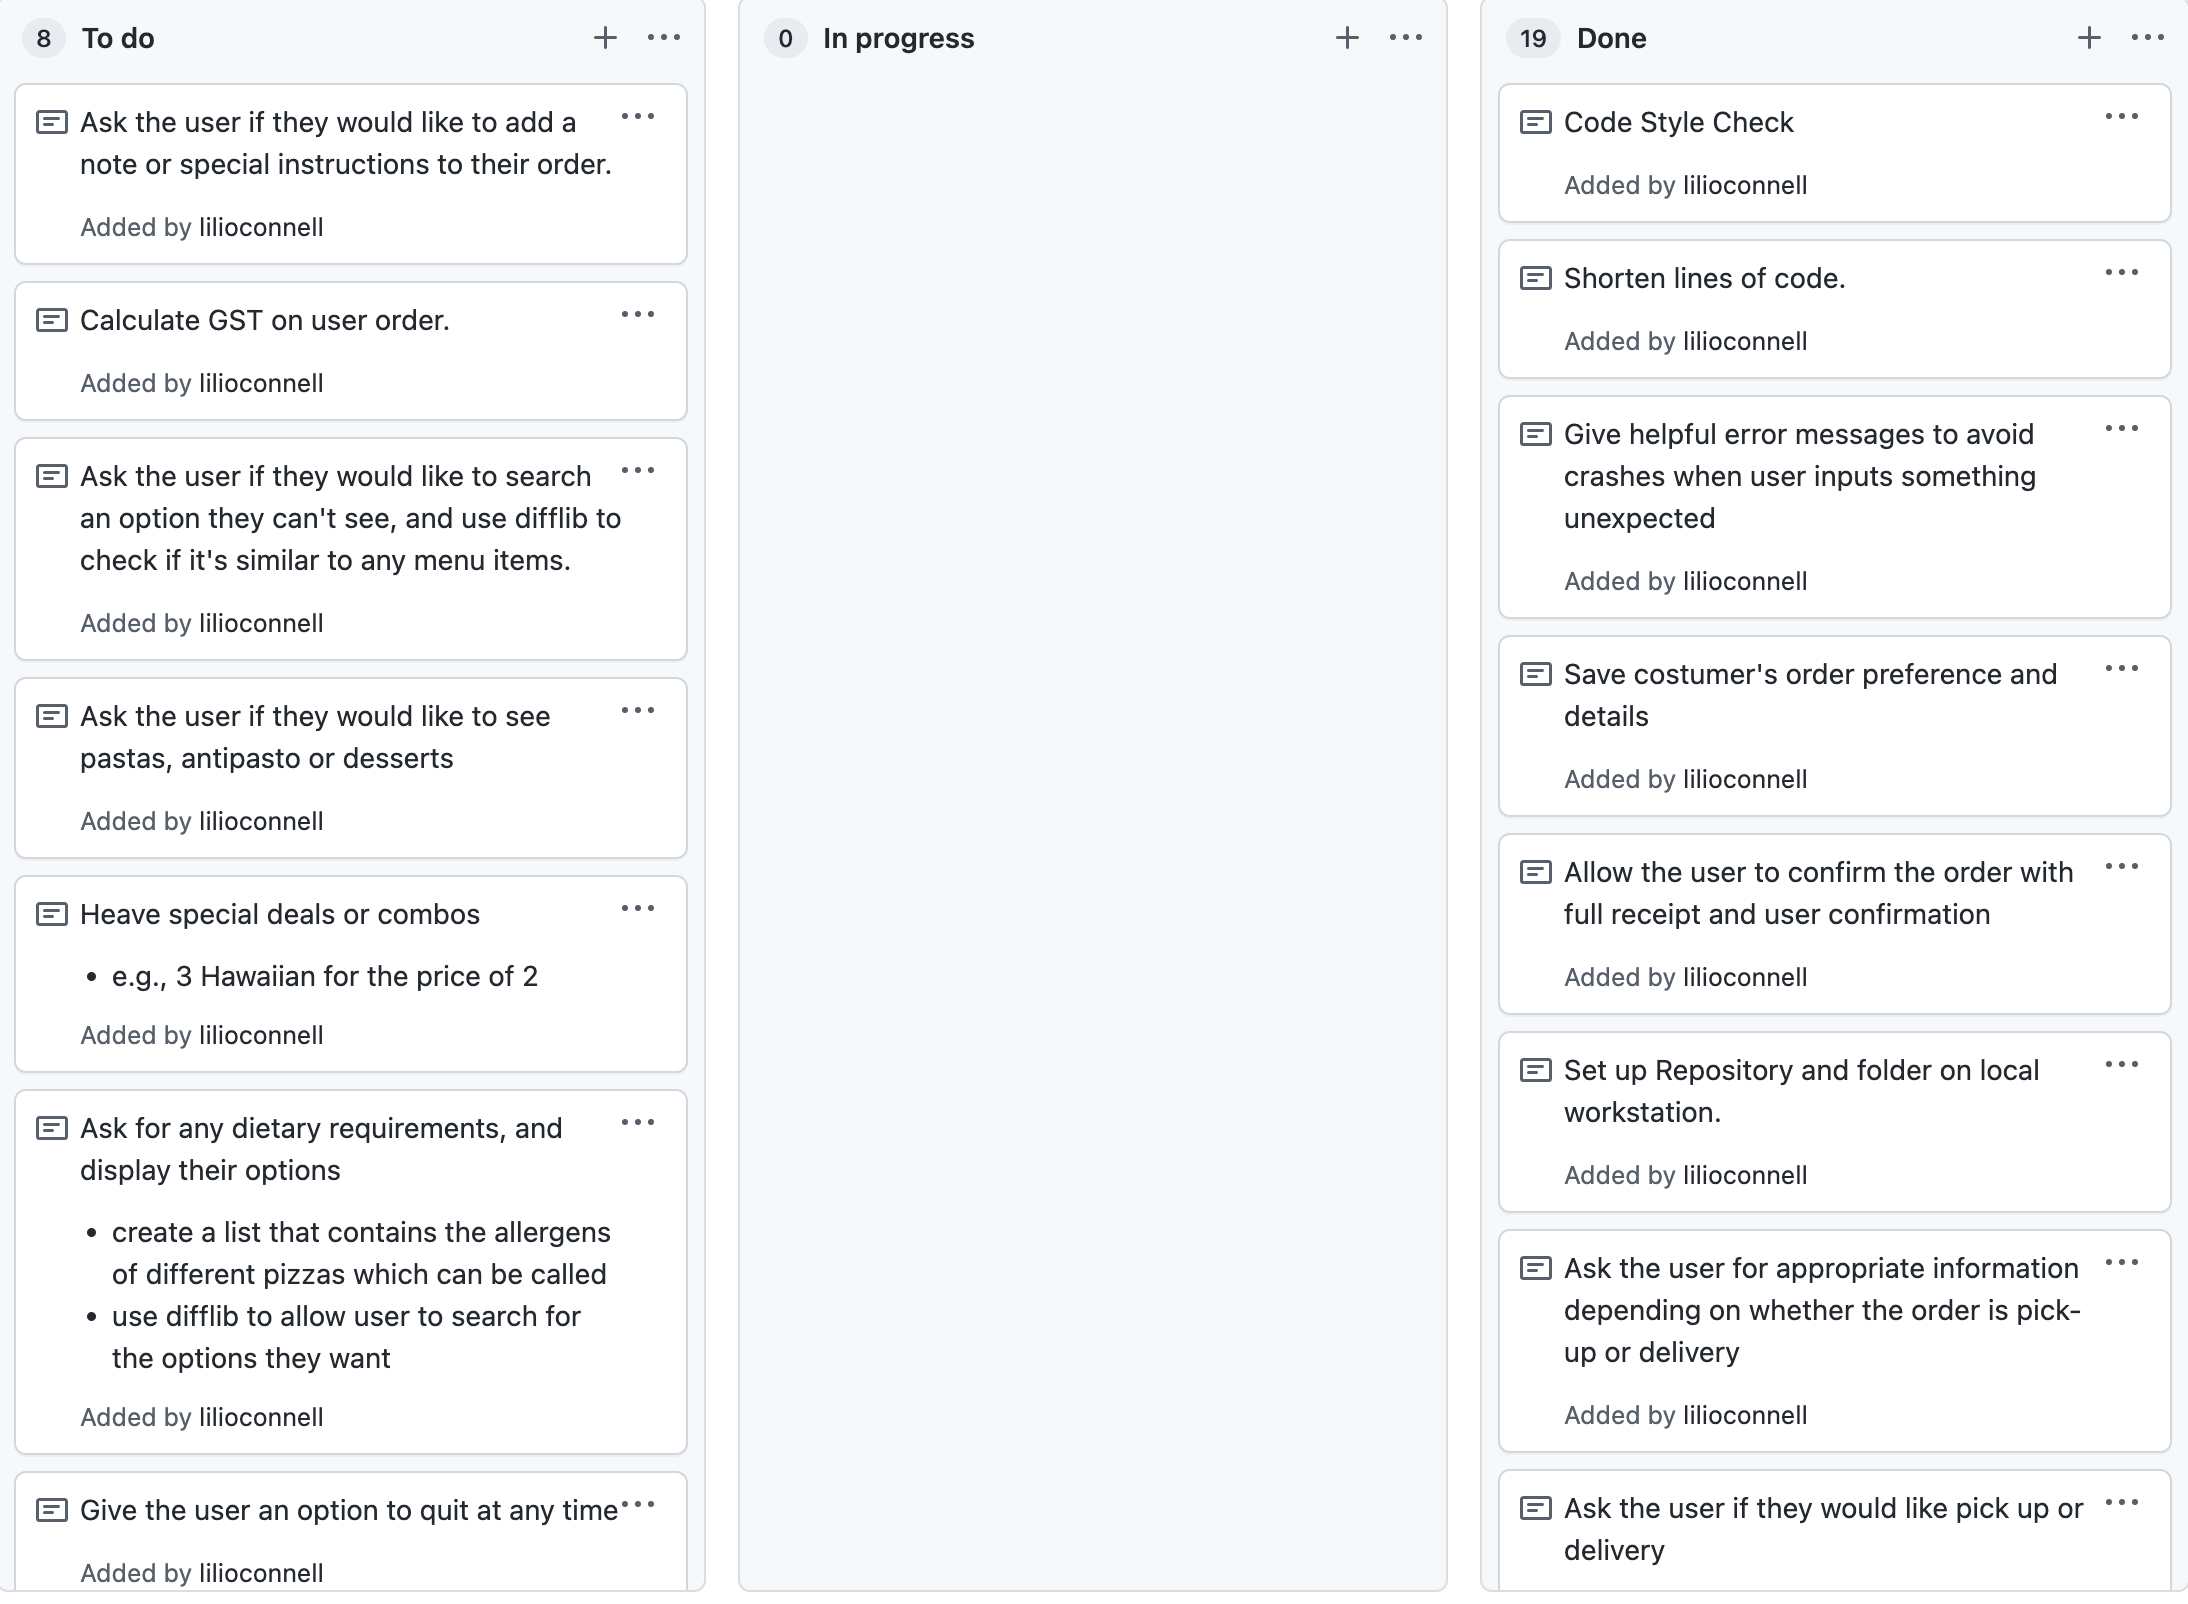 8 To do
Ask the user if they would like to add a
note or special instructions to their order.
Added by lilioconnell
Calculate GST on user order.
Added by lilioconnell
Ask the user if they would like to search
an option they can't see, and use difflib to
check if it's similar to any menu items.
Added by lilioconnell
Ask the user if they would like to see
pastas, antipasto or desserts
Added by lilioconnell
Heave special deals or combos
• e.g., 3 Hawaiian for the price of 2
Added by lilioconnell
Ask for any dietary requirements, and
display their options
• create a list that contains the allergens
of different pizzas which can be called
• use difflib to allow user to search for
the options they want
Added by lilioconnell
Give the user an option to quit at any time
Added by lilioconnell
0 In progress
19 Done
Code Style Check
Added by lilioconnell
Shorten lines of code.
Added by lilioconnell
Give helpful error messages to avoid
crashes when user inputs something
unexpected
Added by lilioconnell
Save costumer's order preference and
details
Added by lilioconnell
Allow the user to confirm the order with
full receipt and user confirmation
Added by lilioconnell
Set up Repository and folder on local
workstation.
Added by lilioconnell
Ask the user for appropriate information
depending on whether the order is pick-
up or delivery
Added by lilioconnell
Ask the user if they would like pick up or
delivery